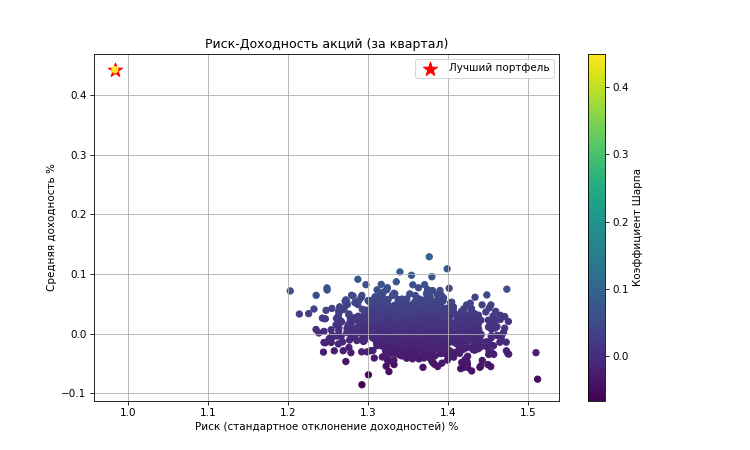 Риск-Доходность акций (за квартал)
Лучший портфель
Средняя доходность %
0.4
0.3
0.2
0.1
0.0
−0.1
1.0 1.1 1.2 1.3 1.4 1.5
Риск (стандартное отклонение доходностей) %
0.4
0.3
0.2
0.1
0.0
Коэффициент Шарпа